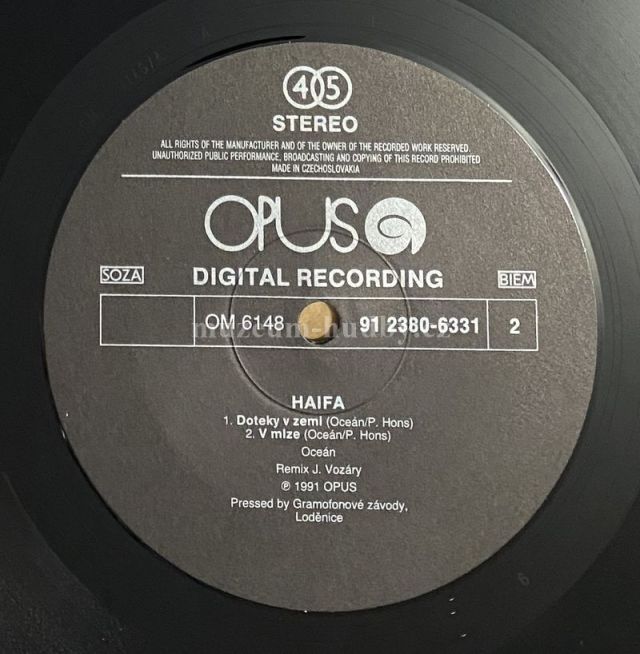 45
STEREO
ALL RIGHTS OF THE MANUFACTURER AND OF THE OWNER OF THE RECORDED WORK RESERVED.
UNAUTHORIZED PUBLIC PERFORMANCE, BROADCASTING AND COPYING OF THIS RECORD PROHIBITED
MADE IN CZECHOSLOVAKIA
OPUS
SOZA DIGITAL RECORDING BIEM
OM 6148 91 2380-6331 2
muzeum-hudby.cz
HAIFA
1. Doteky v zemi (Oceán/P. Hons)
2. V mlze (Oceán/P. Hons)
Oceán
Remix J. Vozáry
℗ 1991 OPUS
Pressed by Gramofonové závody,
Loděnice